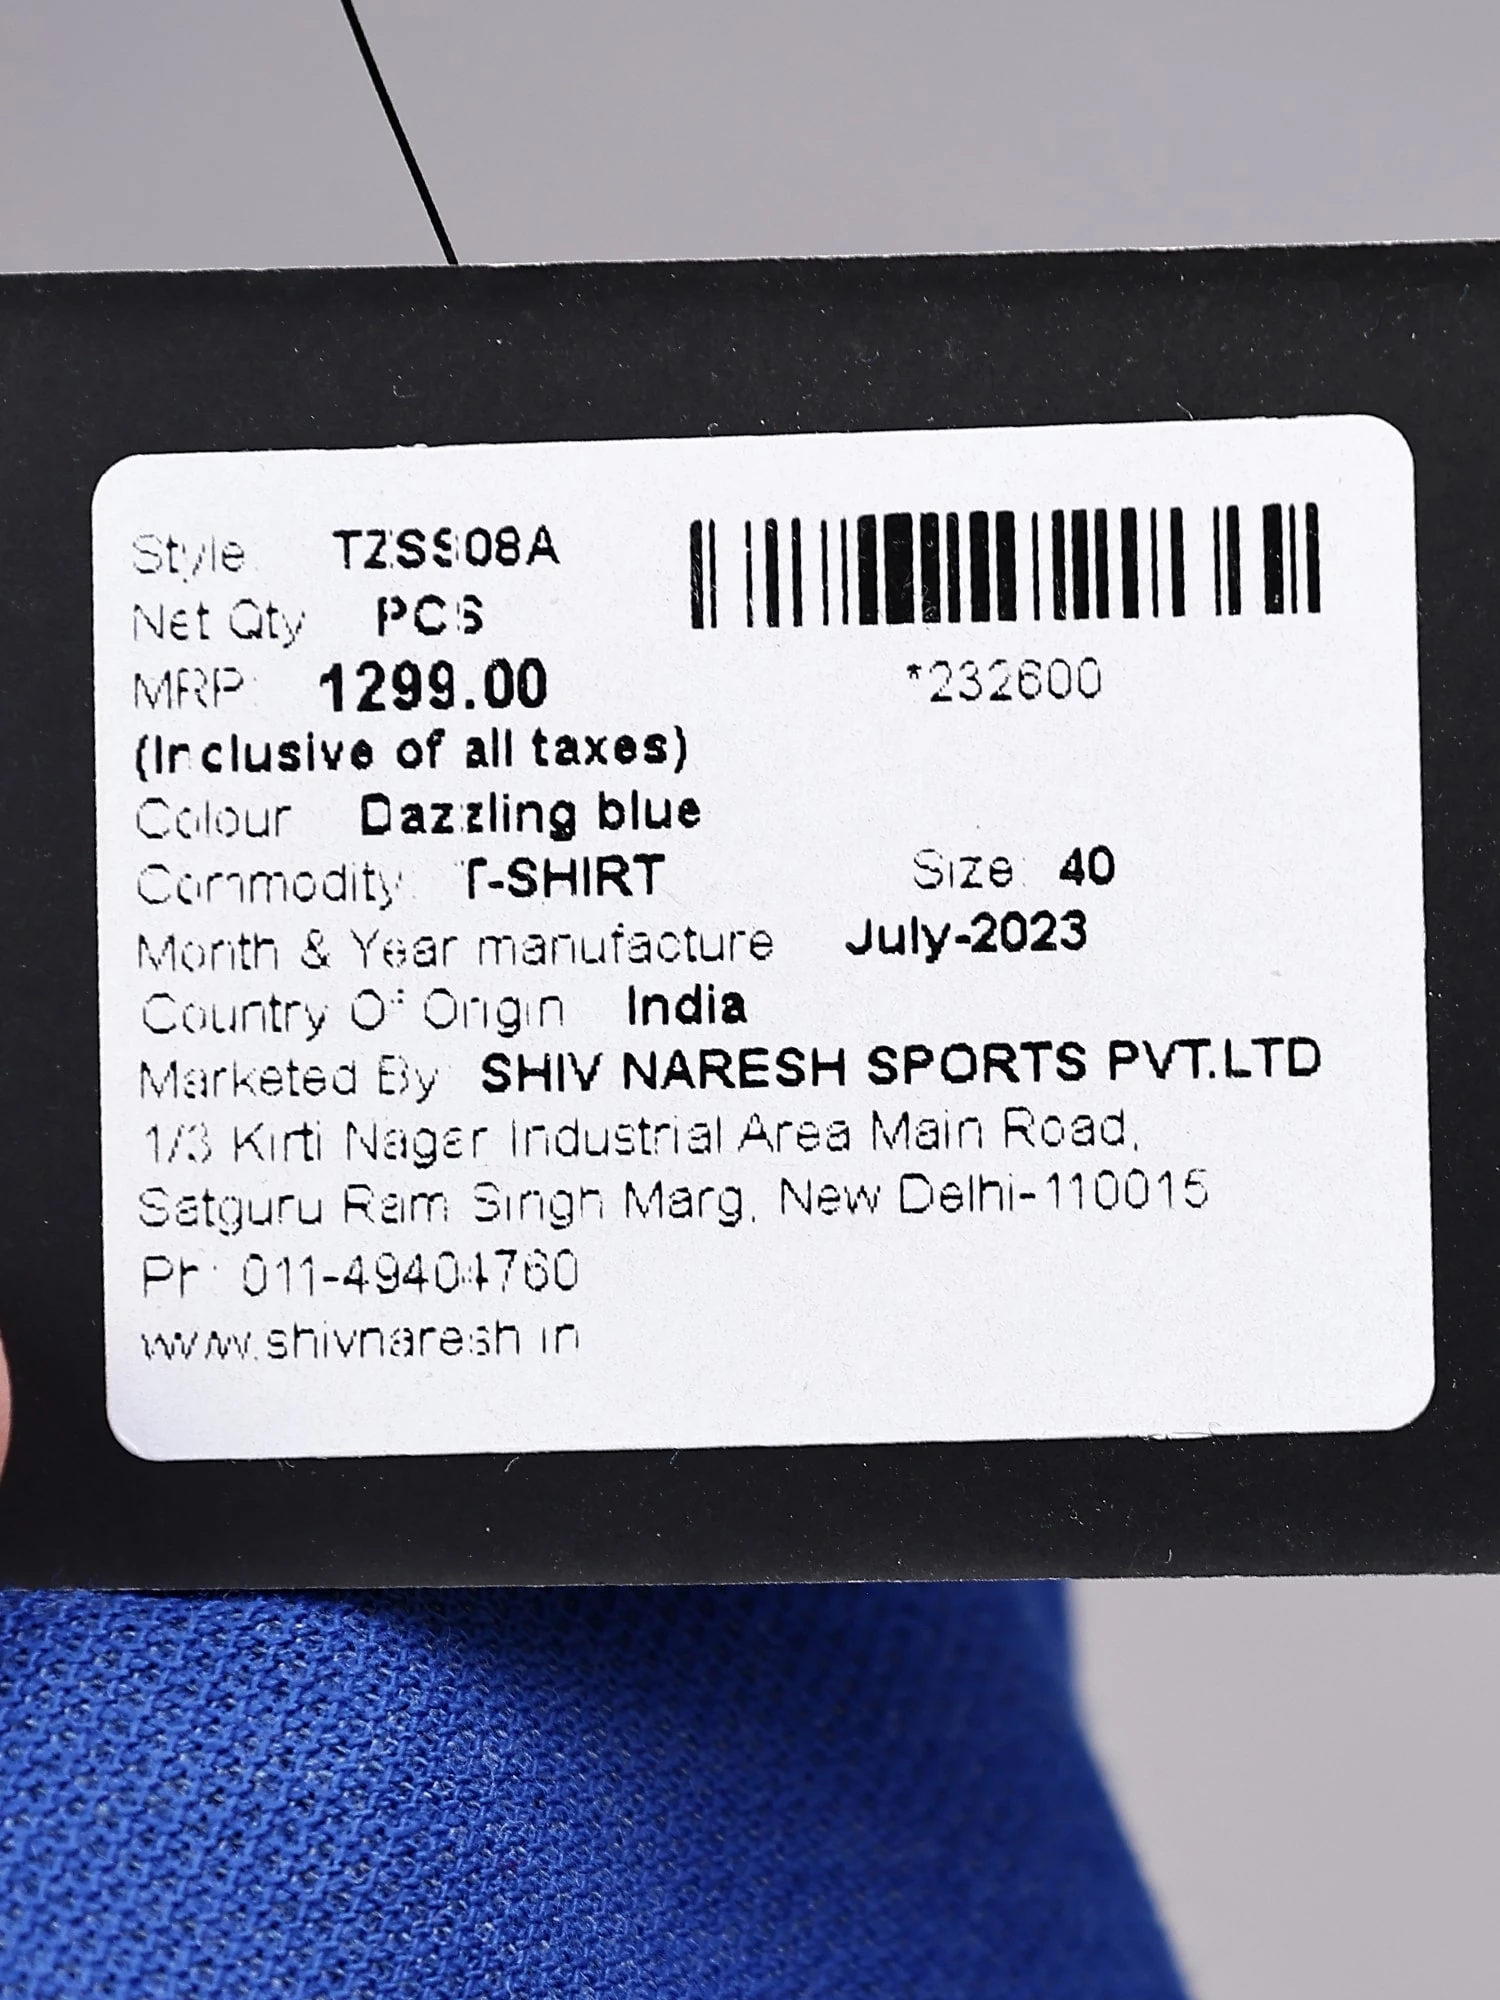 Style TZSS08A
Net Qty PCS
MRP: 1299.00
*232600
(Inclusive of all taxes)
Colour Dazzling blue
Commodity: T-SHIRT Size: 40
Month & Year manufacture July-2023
Country Of Origin India
Marketed By SHIV NARESH SPORTS PVT.LTD
1/3 Kirti Nagar Industrial Area Main Road,
Satguru Ram Singh Marg, New Delhi-110015
Ph: 011-49404760
www.shivnaresh.in